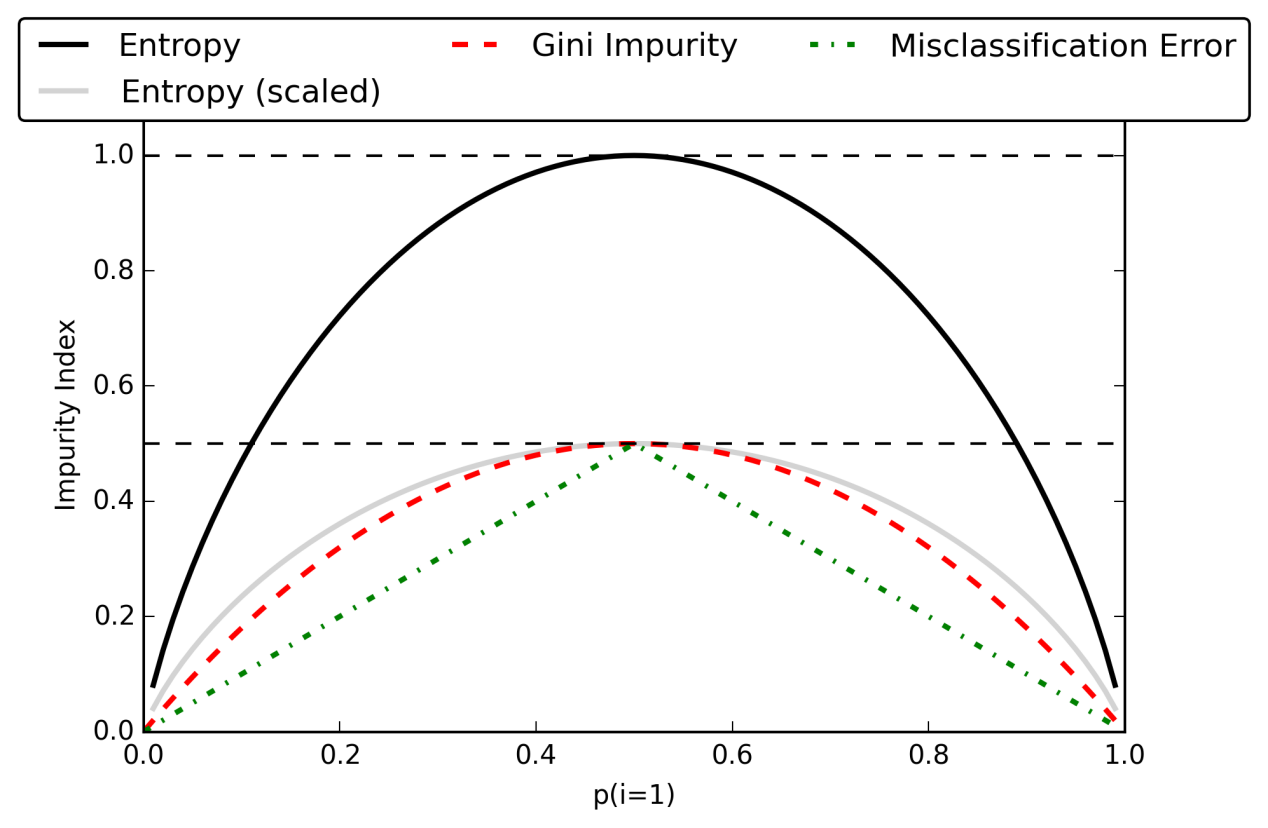 Entropy Gini Impurity Misclassification Error
Entropy (scaled)
1.0
0.8
0.6
0.4
0.2
0.0
Impurity Index
0.0 0.2 0.4 0.6 0.8 1.0
p(i=1)